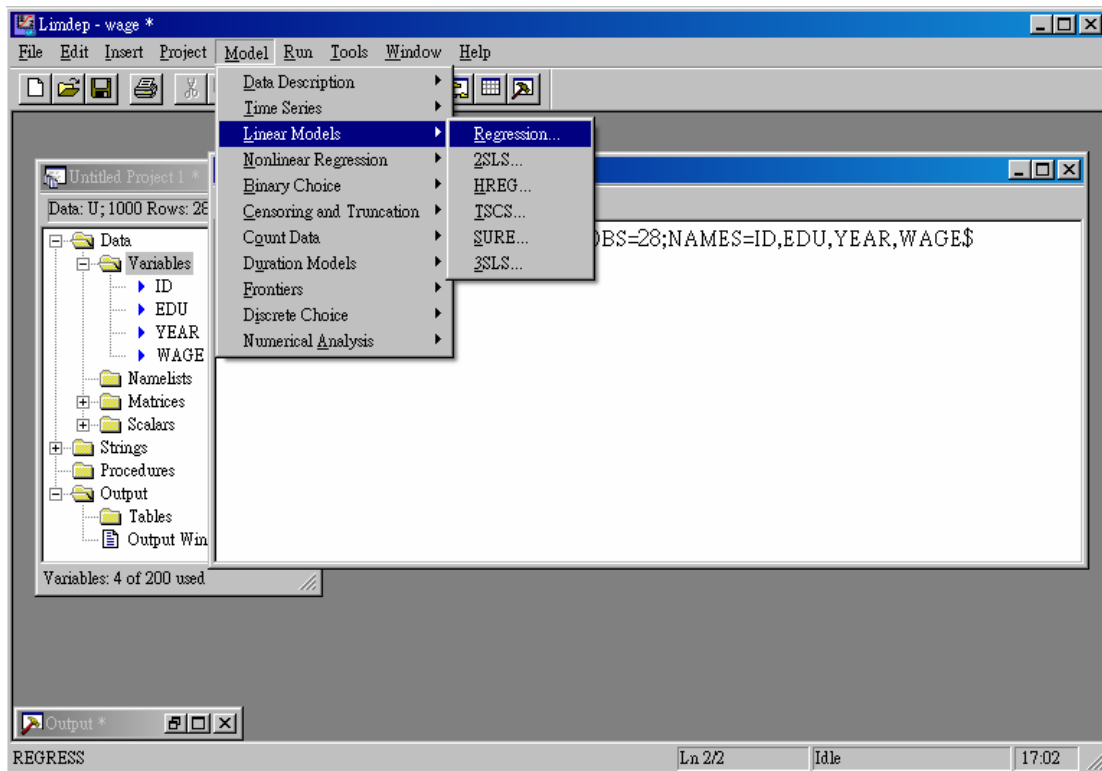 Limdep - wage *
File Edit Insert Project Model Run Tools Window Help
Data Description
Time Series
Linear Models
Nonlinear Regression
Binary Choice
Censoring and Truncation
Count Data
Duration Models
Frontiers
Discrete Choice
Numerical Analysis
Regression...
2SLS...
HREG...
TSCS...
SURE...
3SLS...
Untitled Project 1 *
Data: U; 1000 Rows: 28
Data
Variables
ID
EDU
YEAR
WAGE
Namelists
Matrices
Scalars
Strings
Procedures
Output
Tables
Output Win
Variables: 4 of 200 used
BS=28;NAMES=ID,EDU,YEAR,WAGE$
Output *
REGRESS Ln 2/2 Idle 17:02